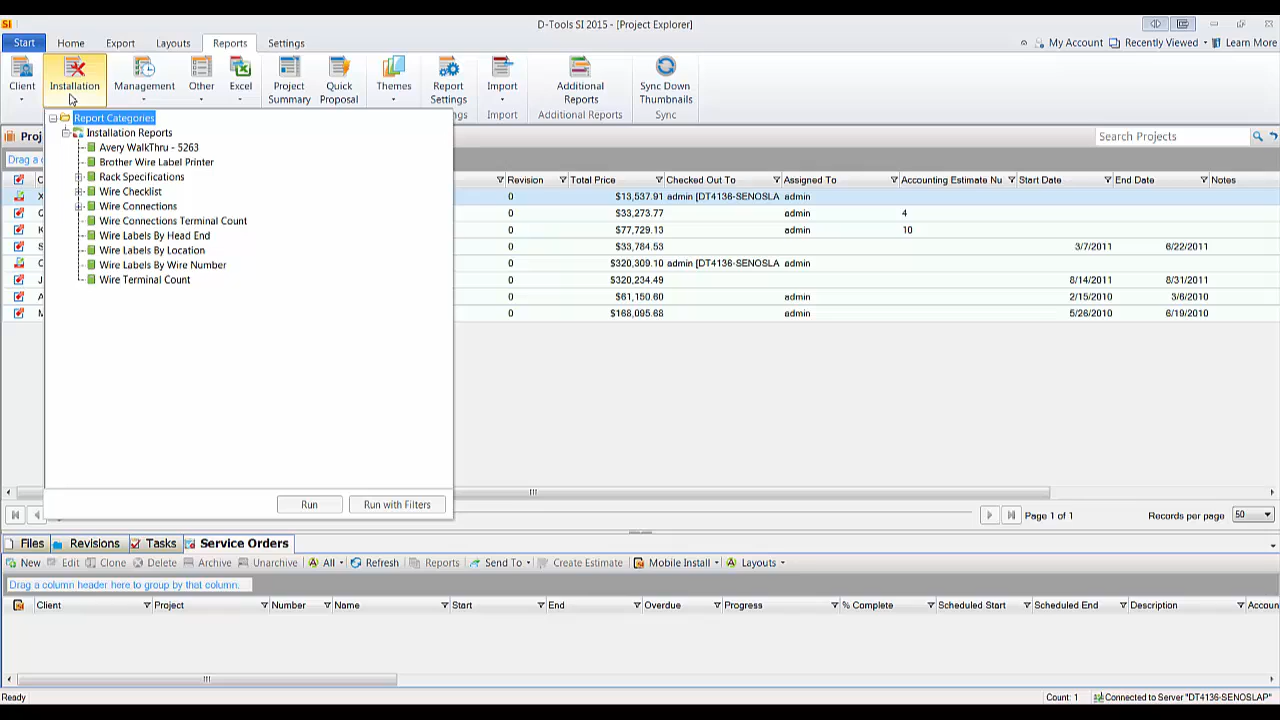 SI D-Tools SI 2015 - [Project Explorer]
Start Home Export Layouts Reports Settings My Account Recently Viewed Learn More
Client Installation Management Other Excel Project Summary Quick Proposal Themes Report Settings Import Additional Reports Sync Down Thumbnails
Import Additional Reports Sync
Report Categories
Installation Reports
Avery WalkThru - 5263
Brother Wire Label Printer
Rack Specifications
Wire Checklist
Wire Connections
Wire Connections Terminal Count
Wire Labels By Head End
Wire Labels By Location
Wire Labels By Wire Number
Wire Terminal Count
Run Run with Filters
Search Projects
Drag a
Revision Total Price Checked Out To Assigned To Accounting Estimate Nu Start Date End Date Notes
0 $13,537.91 admin [DT4136-SENOSLA admin
0 $33,273.77 admin 4
0 $77,729.13 admin 10
0 $33,784.53 3/7/2011 6/22/2011
0 $320,309.10 admin [DT4136-SENOSLA admin
0 $320,234.49 8/14/2011 8/31/2011
0 $61,150.60 admin 2/15/2010 3/6/2010
0 $168,095.68 admin 5/26/2010 6/19/2010
Page 1 of 1 Records per page 50
Files Revisions Tasks Service Orders
New Edit Clone Delete Archive Unarchive All Refresh Reports Send To Create Estimate Mobile Install Layouts
Drag a column header here to group by that column.
Client Project Number Name Start End Overdue Progress % Complete Scheduled Start Scheduled End Description Accoun
Ready Count: 1 Connected to Server "DT4136-SENOSLAP"